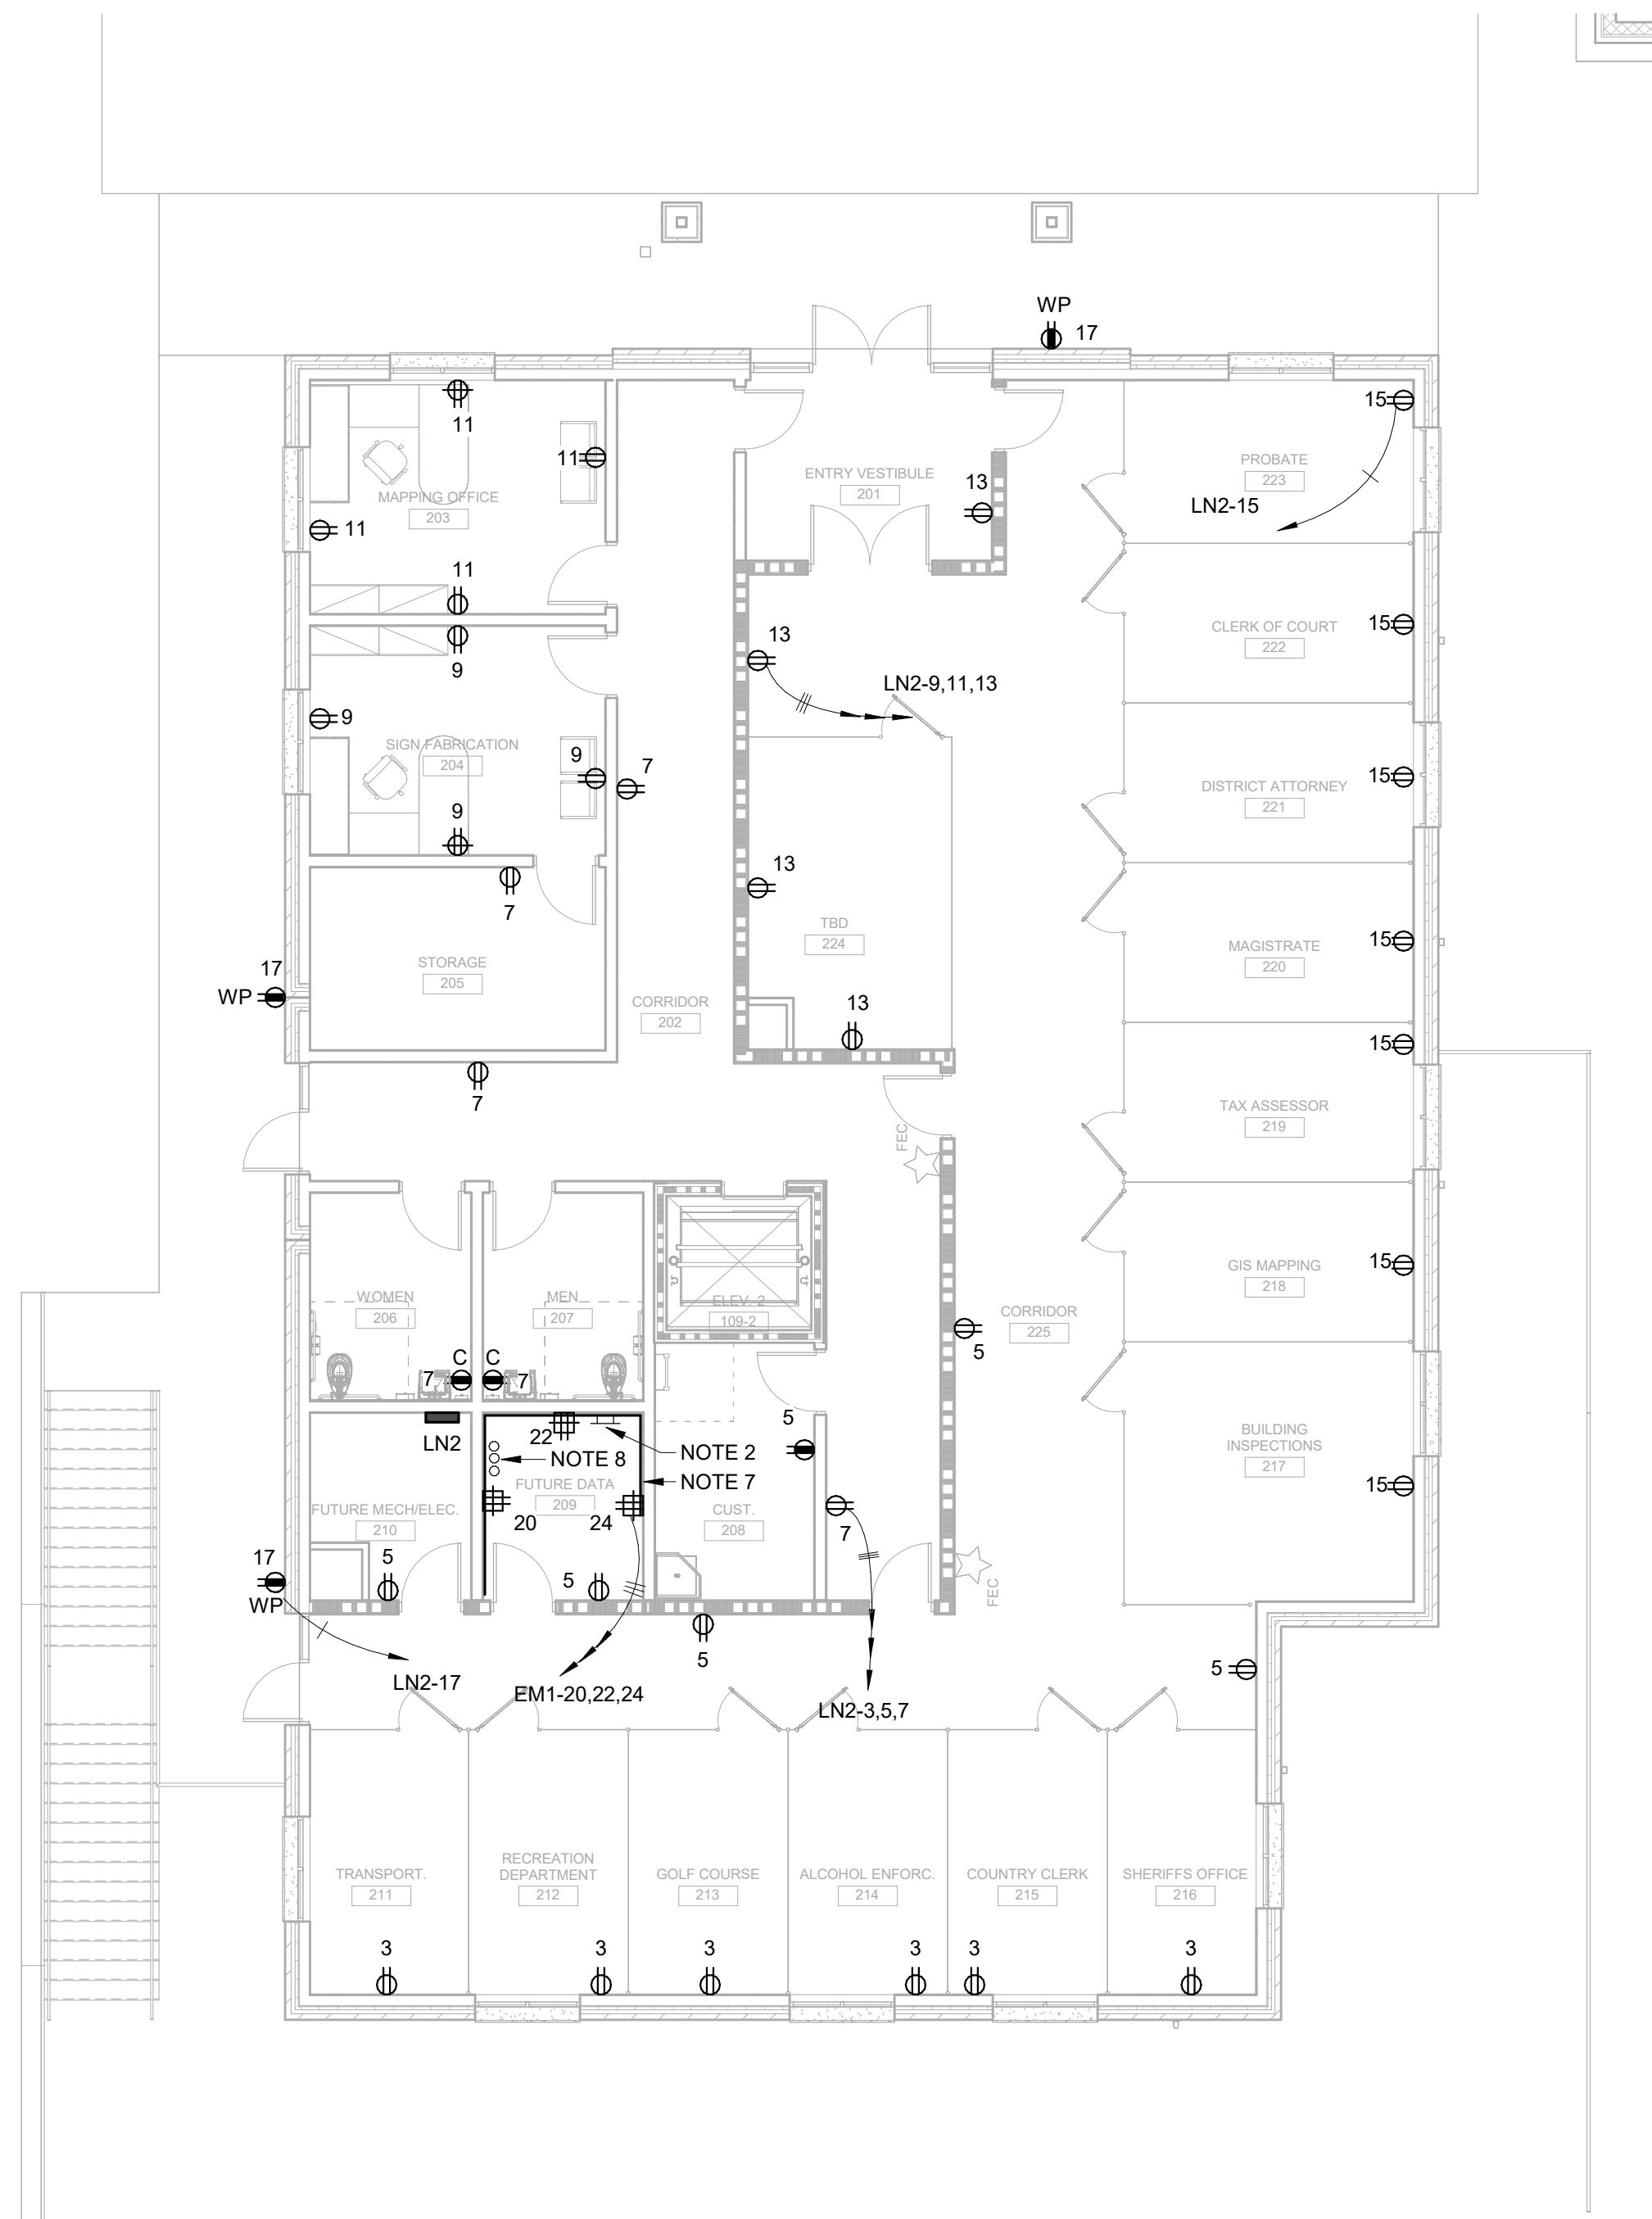 WP
17
15
11
PROBATE
223
ENTRY VESTIBULE
201
11
13
MAPPING OFFICE
203
LN2-15
11
11
CLERK OF COURT
222
15
13
9
LN2-9,11,13
9
SIGN FABRICATION
204
9
7
DISTRICT ATTORNEY
221
15
9
13
7
TBD
224
MAGISTRATE
220
15
STORAGE
205
17
WP
CORRIDOR
202
13
15
7
TAX ASSESSOR
219
FEC
GIS MAPPING
218
15
WOMEN
206
MEN
207
ELEV. 2
109-2
CORRIDOR
225
5
C
C
7
7
5
LN2
22
NOTE 2
NOTE 8
NOTE 7
BUILDING
INSPECTIONS
217
15
FUTURE DATA
209
FUTURE MECH/ELEC.
210
20
24
CUST.
208
7
17
WP
5
5
FEC
5
5
LN2-17
EM1-20,22,24
LN2-3,5,7
TRANSPORT.
211
RECREATION
DEPARTMENT
212
GOLF COURSE
213
ALCOHOL ENFORC.
214
COUNTRY CLERK
215
SHERIFFS OFFICE
216
3
3
3
3
3
3